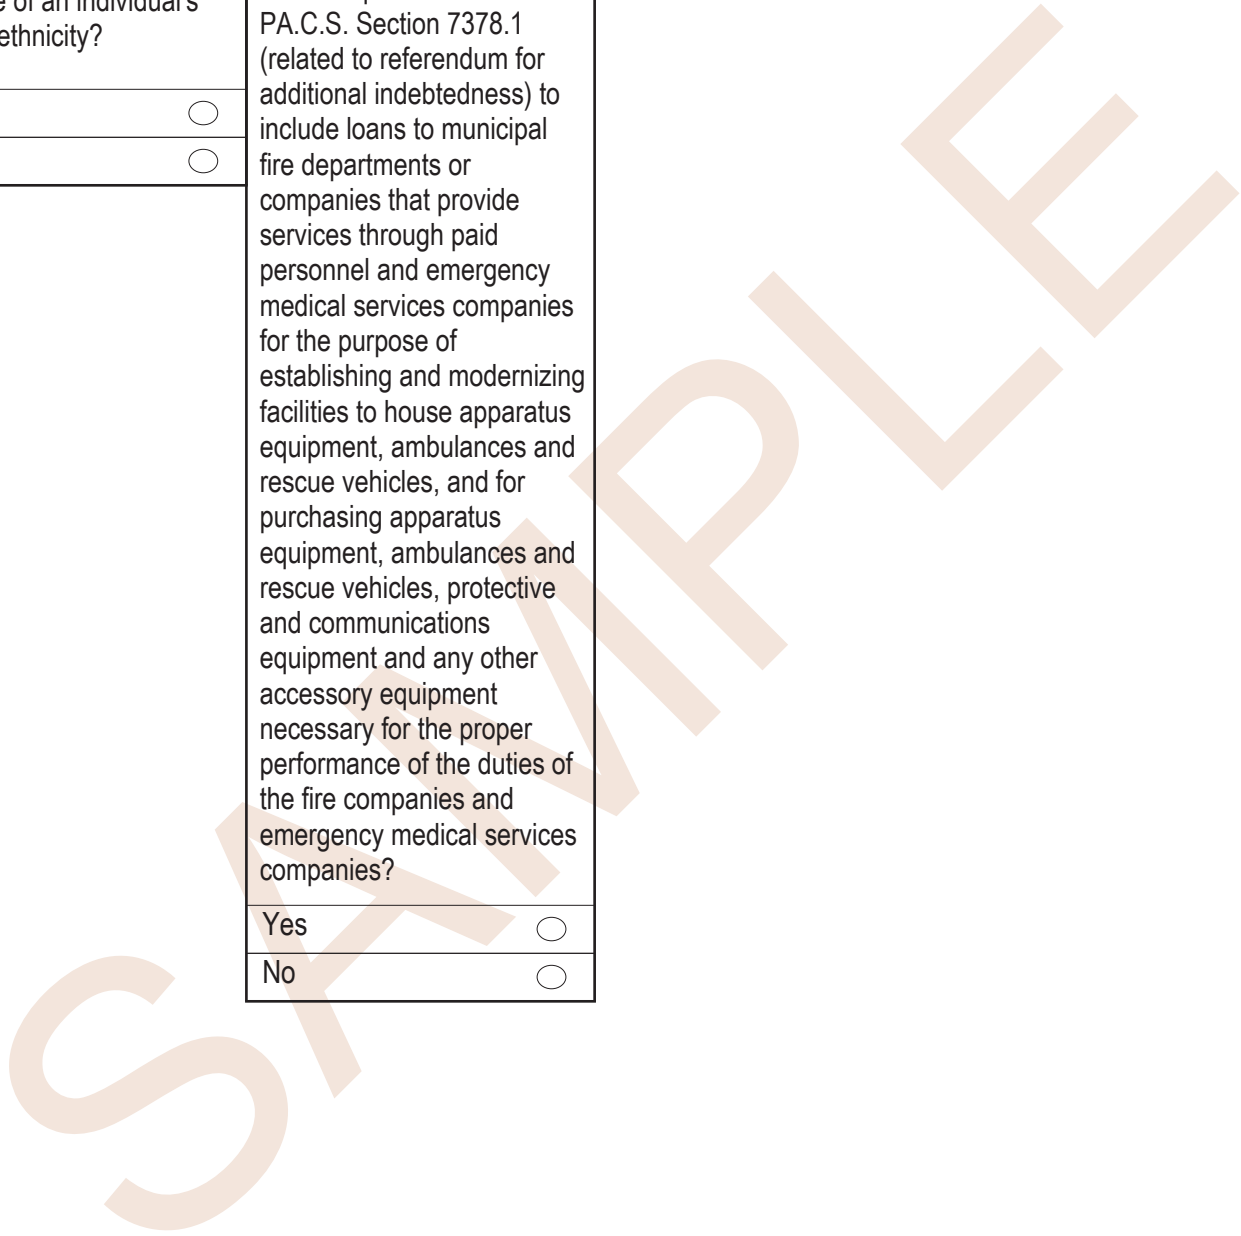 of an individual's
ethnicity?
PA.C.S. Section 7378.1
(related to referendum for
additional indebtedness) to
include loans to municipal
fire departments or
companies that provide
services through paid
personnel and emergency
medical services companies
for the purpose of
establishing and modernizing
facilities to house apparatus
equipment, ambulances and
rescue vehicles, and for
purchasing apparatus
equipment, ambulances and
rescue vehicles, protective
and communications
equipment and any other
accessory equipment
necessary for the proper
performance of the duties of
the fire companies and
emergency medical services
companies?
Yes
No
SAMPLE